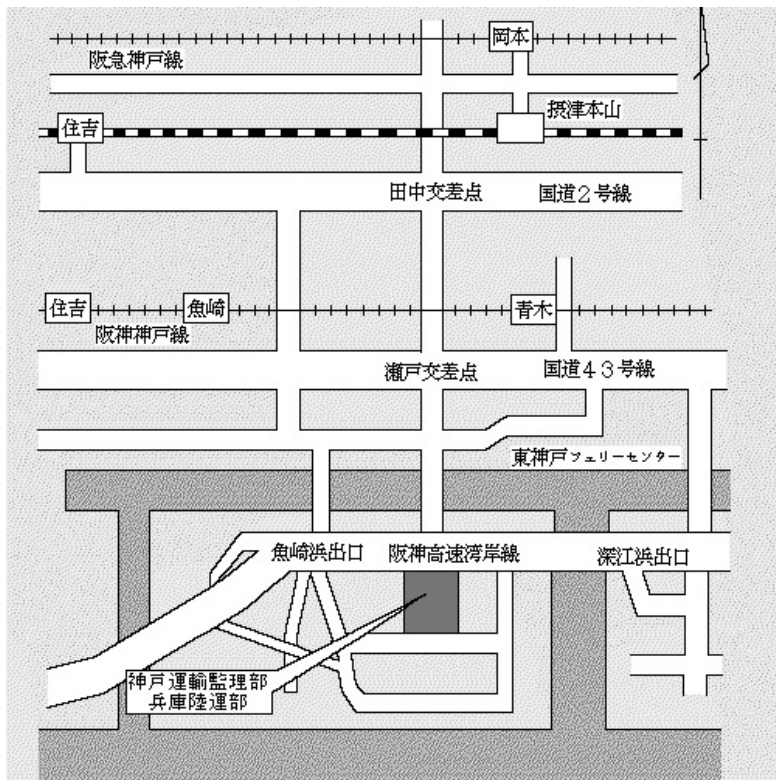 岡本
阪急神戸線
摂津本山
住吉
田中交差点
国道2号線
住吉
魚崎
青木
阪神神戸線
瀬戸交差点
国道43号線
東神戸フェリーセンター
魚崎浜出口
阪神高速湾岸線
深江浜出口
神戸運輸監理部
兵庫陸運部